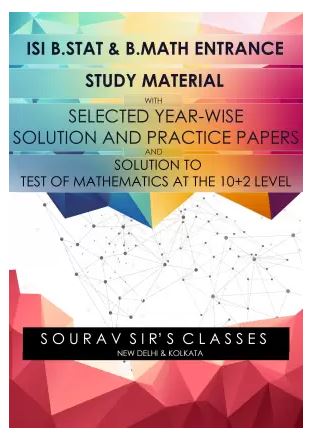 ISI B.STAT & B.MATH ENTRANCE
STUDY MATERIAL
WITH
SELECTED YEAR-WISE
SOLUTION AND PRACTICE PAPERS
AND
SOLUTION TO
TEST OF MATHEMATICS AT THE 10+2 LEVEL
SOURAV SIR'S CLASSES
NEW DELHI & KOLKATA